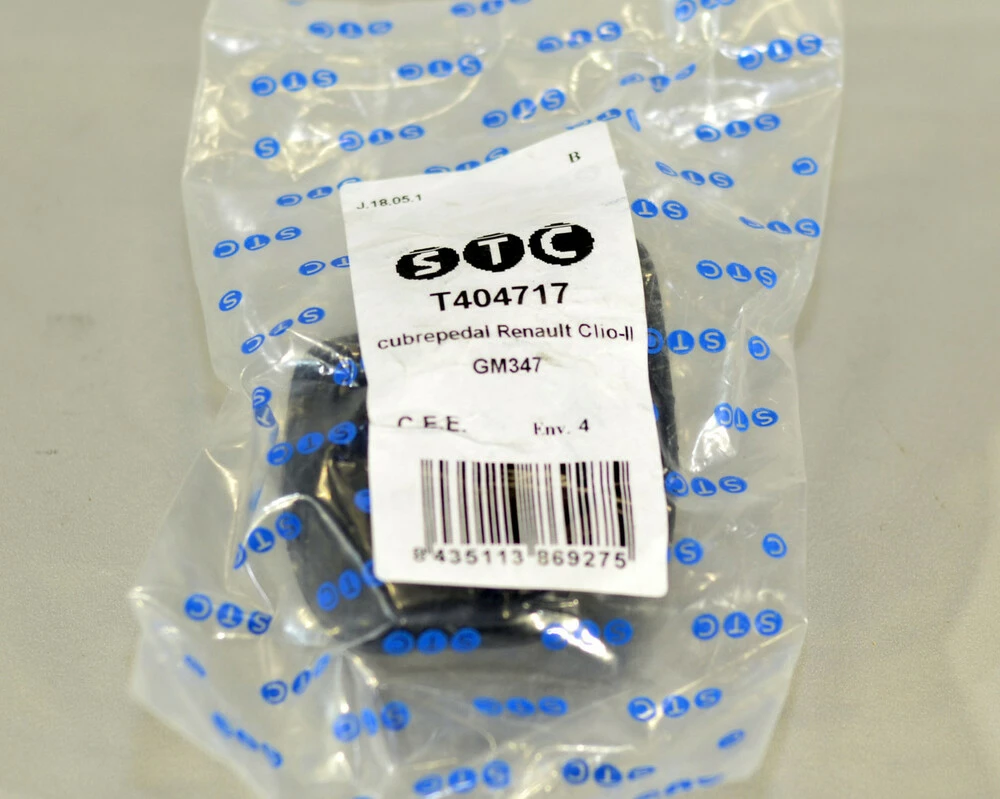 B
J.18.05.1
STC
T404717
cubrepedal Renault Clio-II
GM347
C.E.E. Env. 4
8 435113 869275